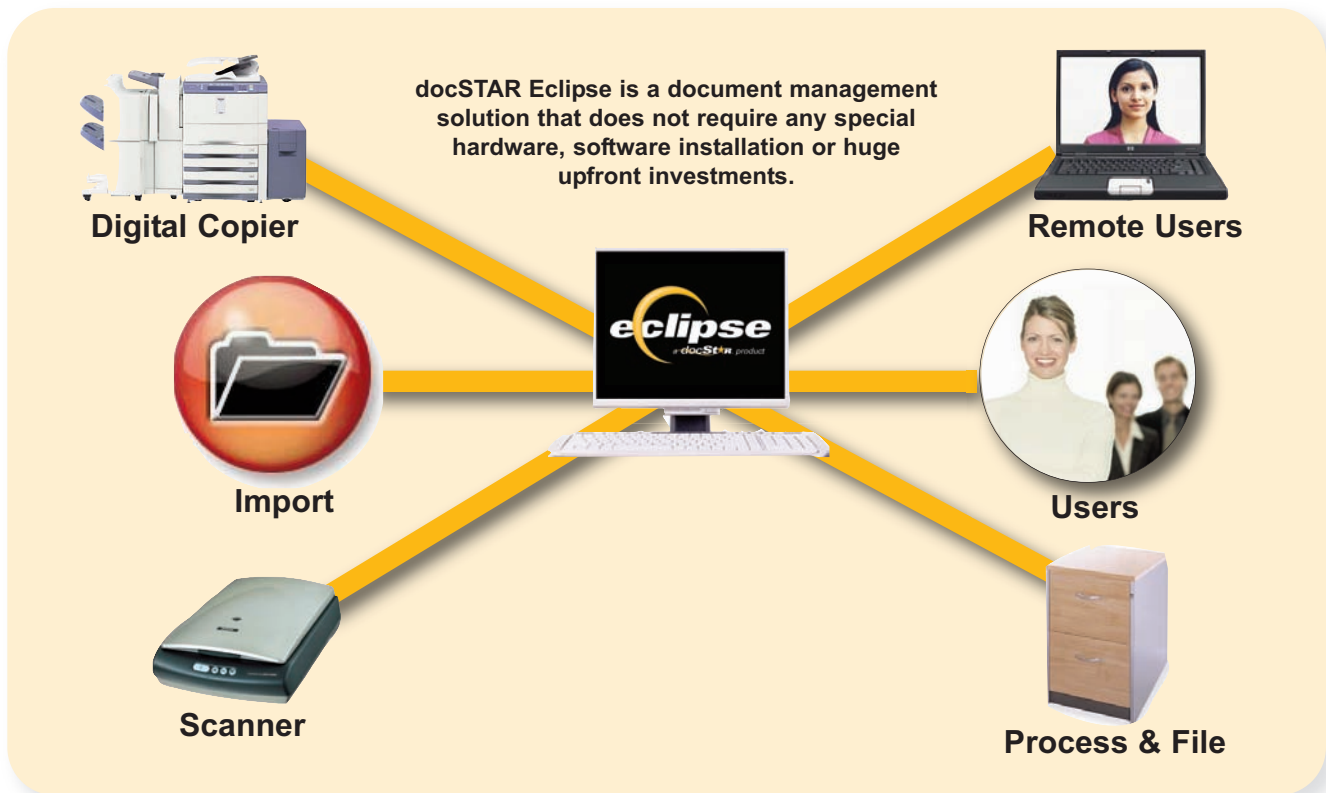 docSTAR Eclipse is a document management
solution that does not require any special
hardware, software installation or huge
upfront investments.
Digital Copier
Remote Users
eclipse
a docStar product
Import
Users
Scanner
Process & File